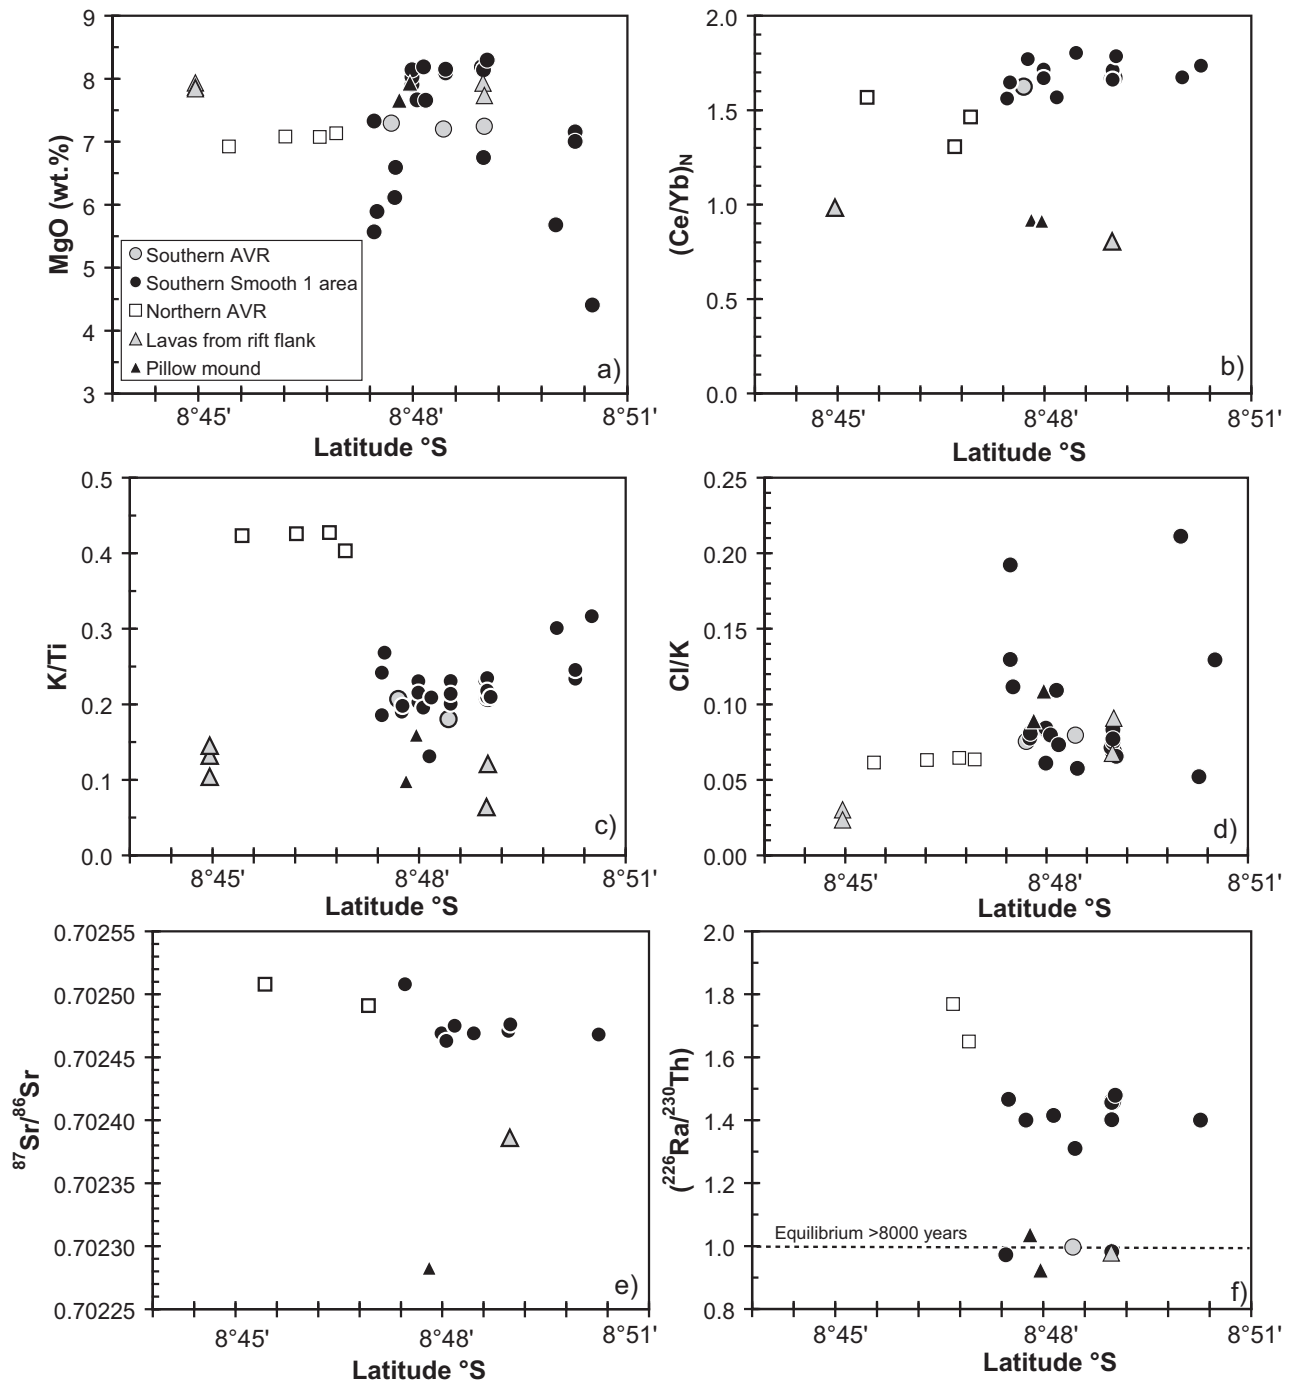 9
8
7
6
5
4
3
MgO (wt.%)
Southern AVR
Southern Smooth 1 area
Northern AVR
Lavas from rift flank
Pillow mound
a)
8°45'
8°48'
8°51'
Latitude °S
2.0
1.5
1.0
0.5
0.0
(Ce/Yb)N
b)
8°45'
8°48'
8°51'
Latitude °S
0.5
0.4
0.3
0.2
0.1
0.0
K/Ti
c)
8°45'
8°48'
8°51'
Latitude °S
0.25
0.20
0.15
0.10
0.05
0.00
Cl/K
d)
8°45'
8°48'
8°51'
Latitude °S
0.70255
0.70250
0.70245
0.70240
0.70235
0.70230
0.70225
87Sr/86Sr
e)
8°45'
8°48'
8°51'
Latitude °S
2.0
1.8
1.6
1.4
1.2
1.0
0.8
(226Ra/230Th)
Equilibrium >8000 years
f)
8°45'
8°48'
8°51'
Latitude °S